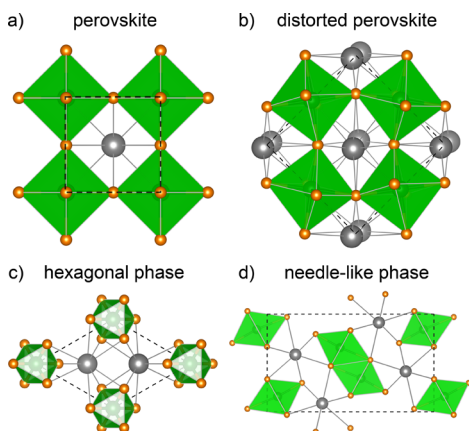 a) perovskite
b) distorted perovskite
c) hexagonal phase
d) needle-like phase